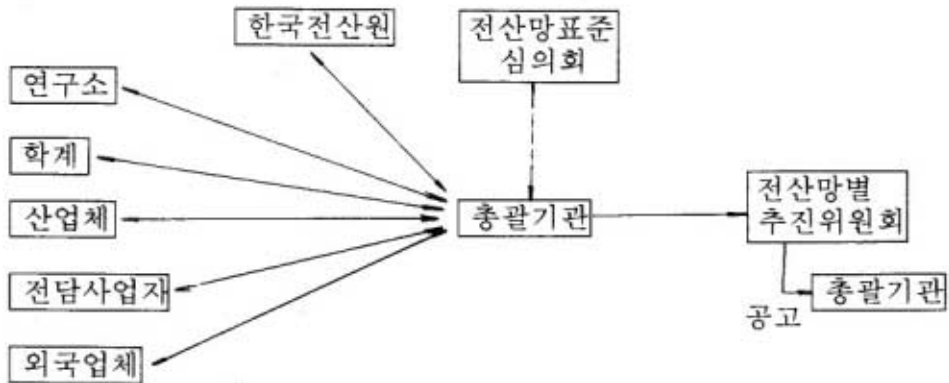 한국전산원
전산망표준
심의회
연구소
학계
산업체
전담사업자
외국업체
총괄기관
전산망별
추진위원회
총괄기관
공고